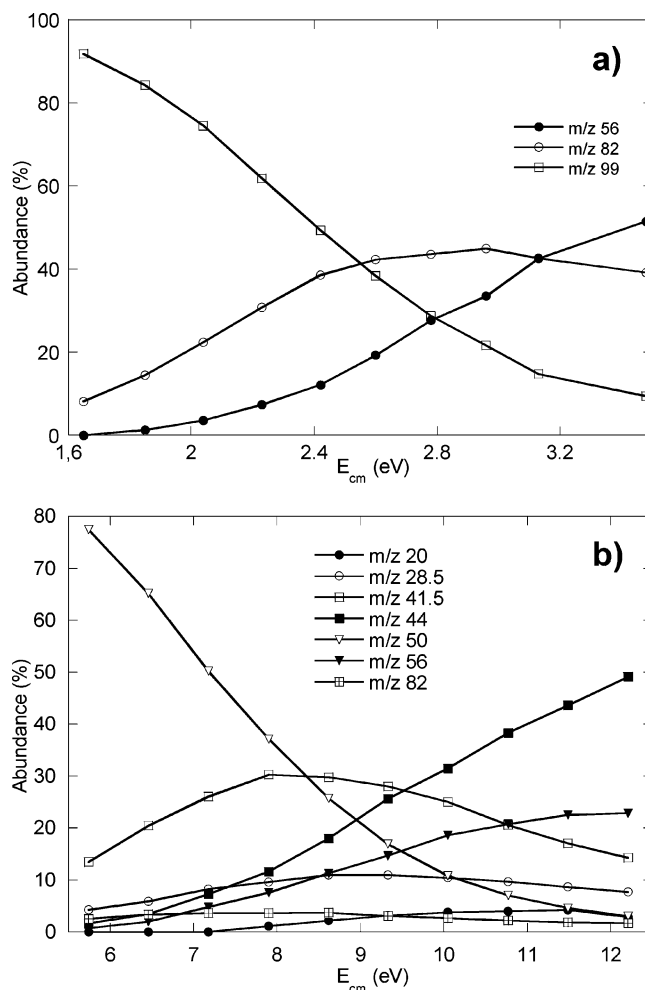 a)
100
80
60
40
20
0
Abundance (%)
m/z 56
m/z 82
m/z 99
1,6 2 2.4 2.8 3.2
E_cm (eV)
b)
80
70
60
50
40
30
20
10
0
Abundance (%)
m/z 20
m/z 28.5
m/z 41.5
m/z 44
m/z 50
m/z 56
m/z 82
6 7 8 9 10 11 12
E_cm (eV)